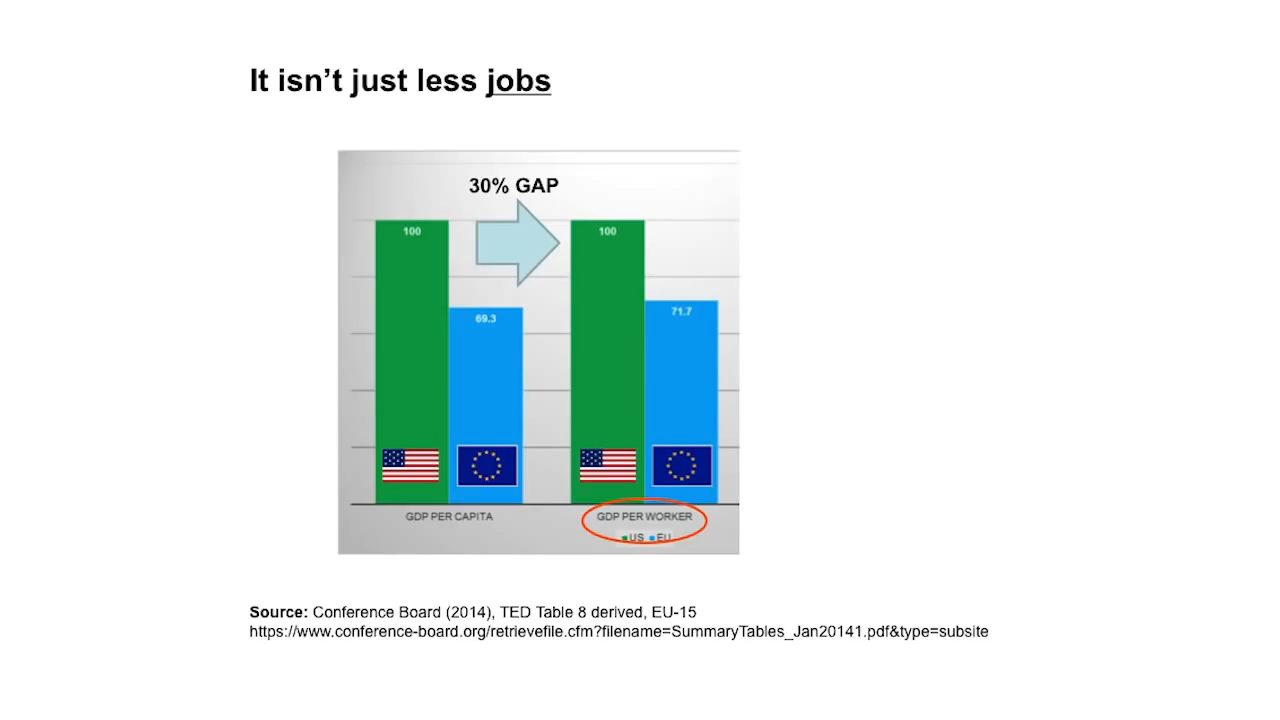 It isn’t just less jobs
30% GAP
100
100
69.3
71.7
GDP PER CAPITA
GDP PER WORKER
US EU
Source: Conference Board (2014), TED Table 8 derived, EU-15
https://www.conference-board.org/retrievefile.cfm?filename=SummaryTables_Jan20141.pdf&type=subsite